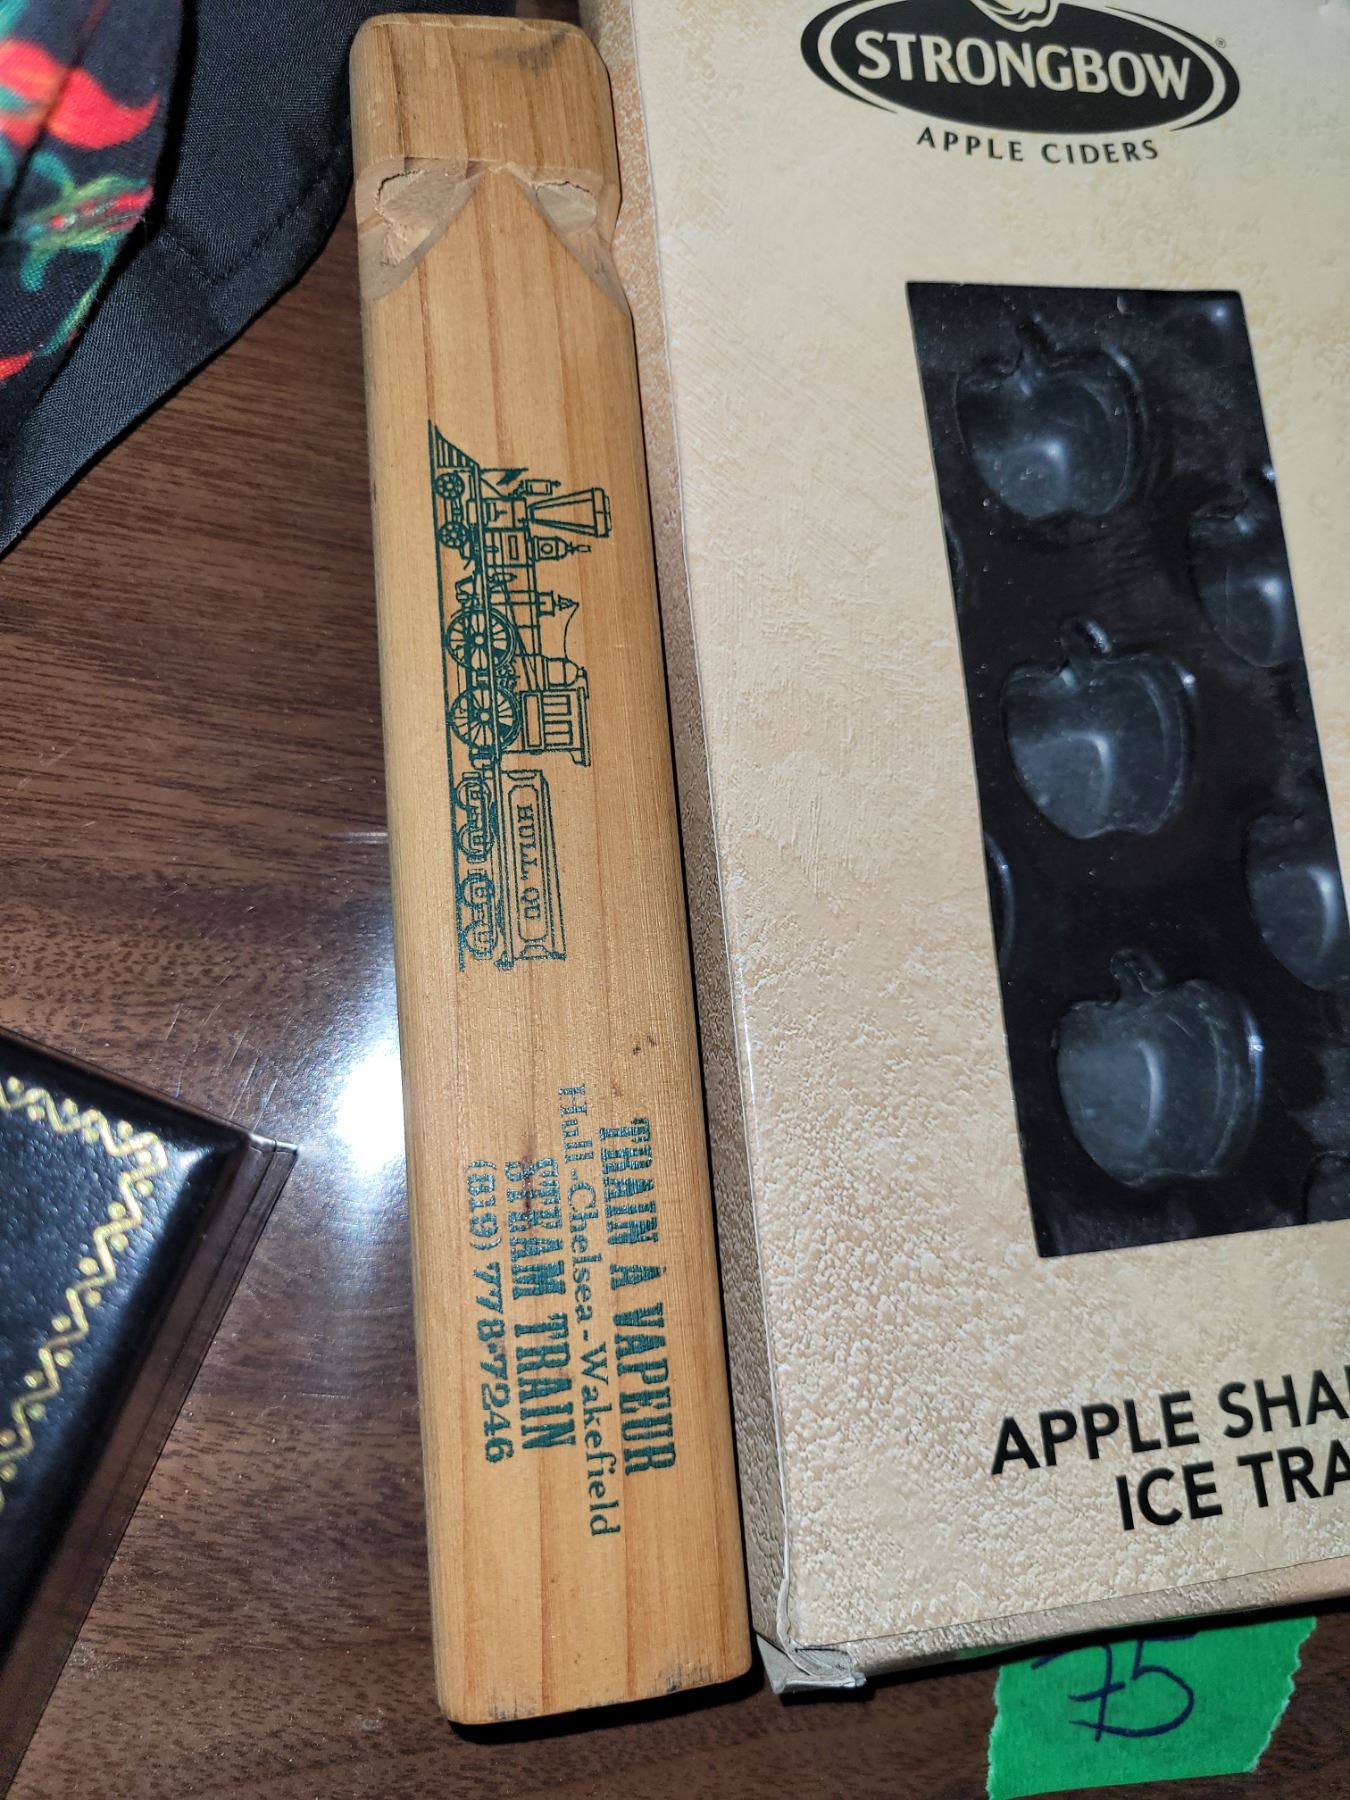 STRONGBOW®
APPLE CIDERS
HULL, QU
TRAIN À VAPEUR
Hull-Chelsea-Wakefield
STEAM TRAIN
(819) 778-7246
APPLE SHA
ICE TRA
75